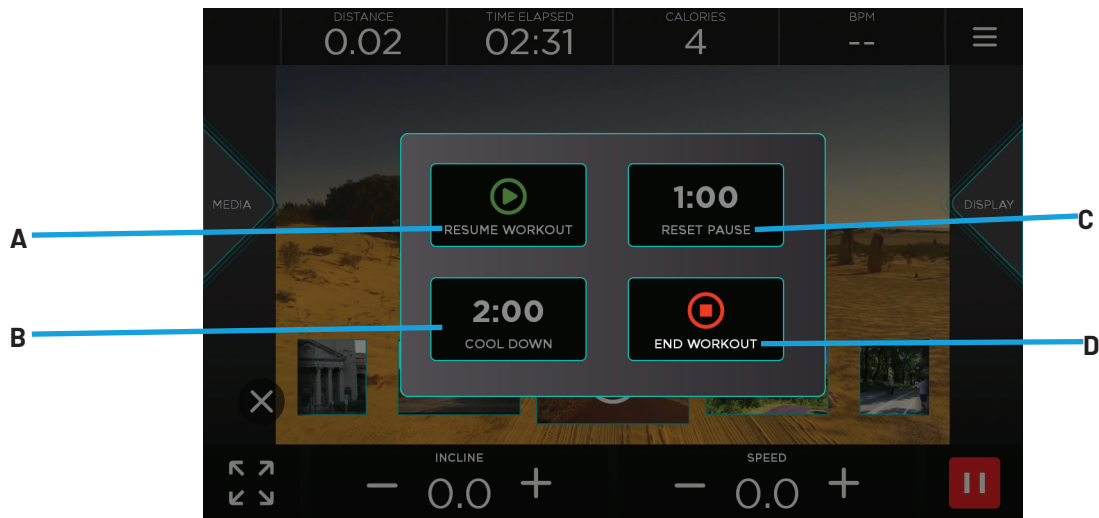 DISTANCE TIME ELAPSED CALORIES BPM
0.02 02:31 4 --
MEDIA
DISPLAY
RESUME WORKOUT
1:00
RESET PAUSE
2:00
COOL DOWN
END WORKOUT
A
B
C
D
INCLINE
− 0.0 +
SPEED
− 0.0 +